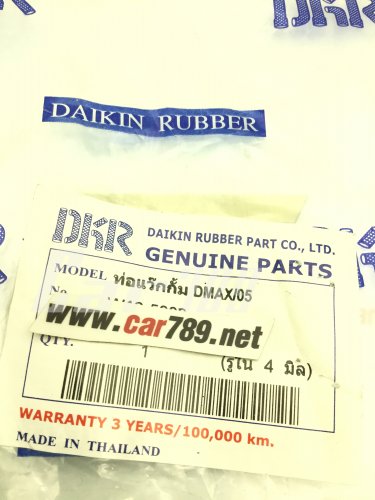 DKR
DAIKIN RUBBER
DKR
DAIKIN RUBBER PART CO., LTD.
GENUINE PARTS
MODEL ท่อแว๊กกั้ม DMAX/05
No.
www.car789.net
QTY. 1 (รูใน 4 มิล)
WARRANTY 3 YEARS/100,000 km.
MADE IN THAILAND